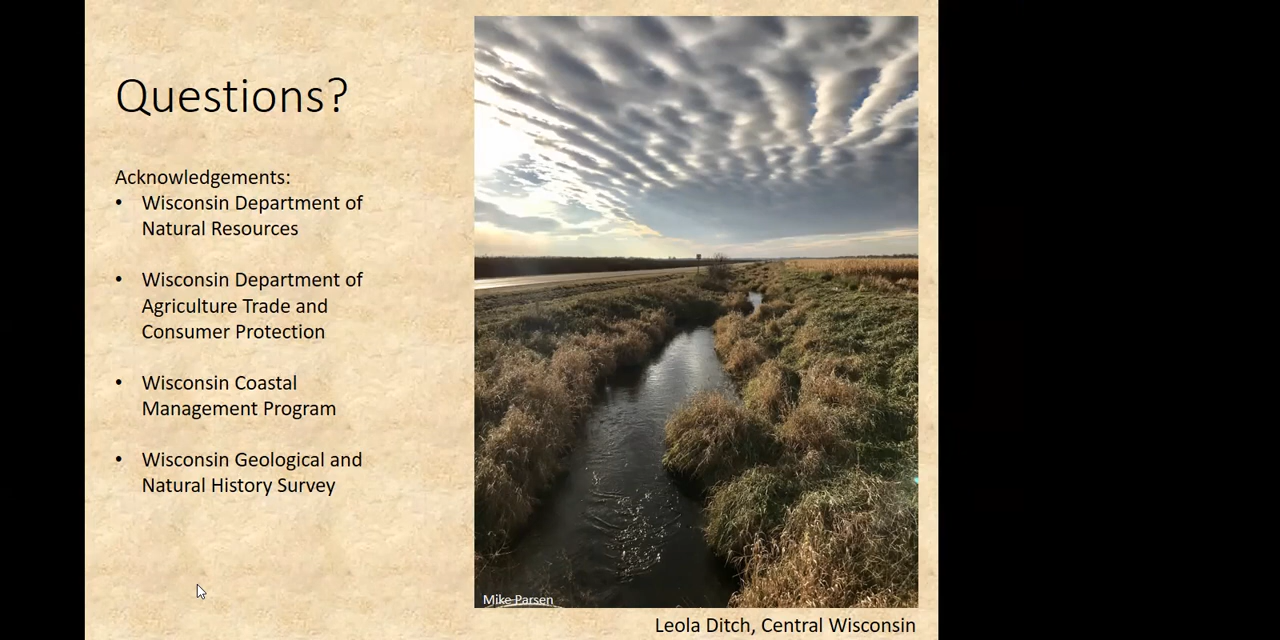 Questions?
Acknowledgements:
• Wisconsin Department of
Natural Resources
• Wisconsin Department of
Agriculture Trade and
Consumer Protection
• Wisconsin Coastal
Management Program
• Wisconsin Geological and
Natural History Survey
Mike Parsen
Leola Ditch, Central Wisconsin